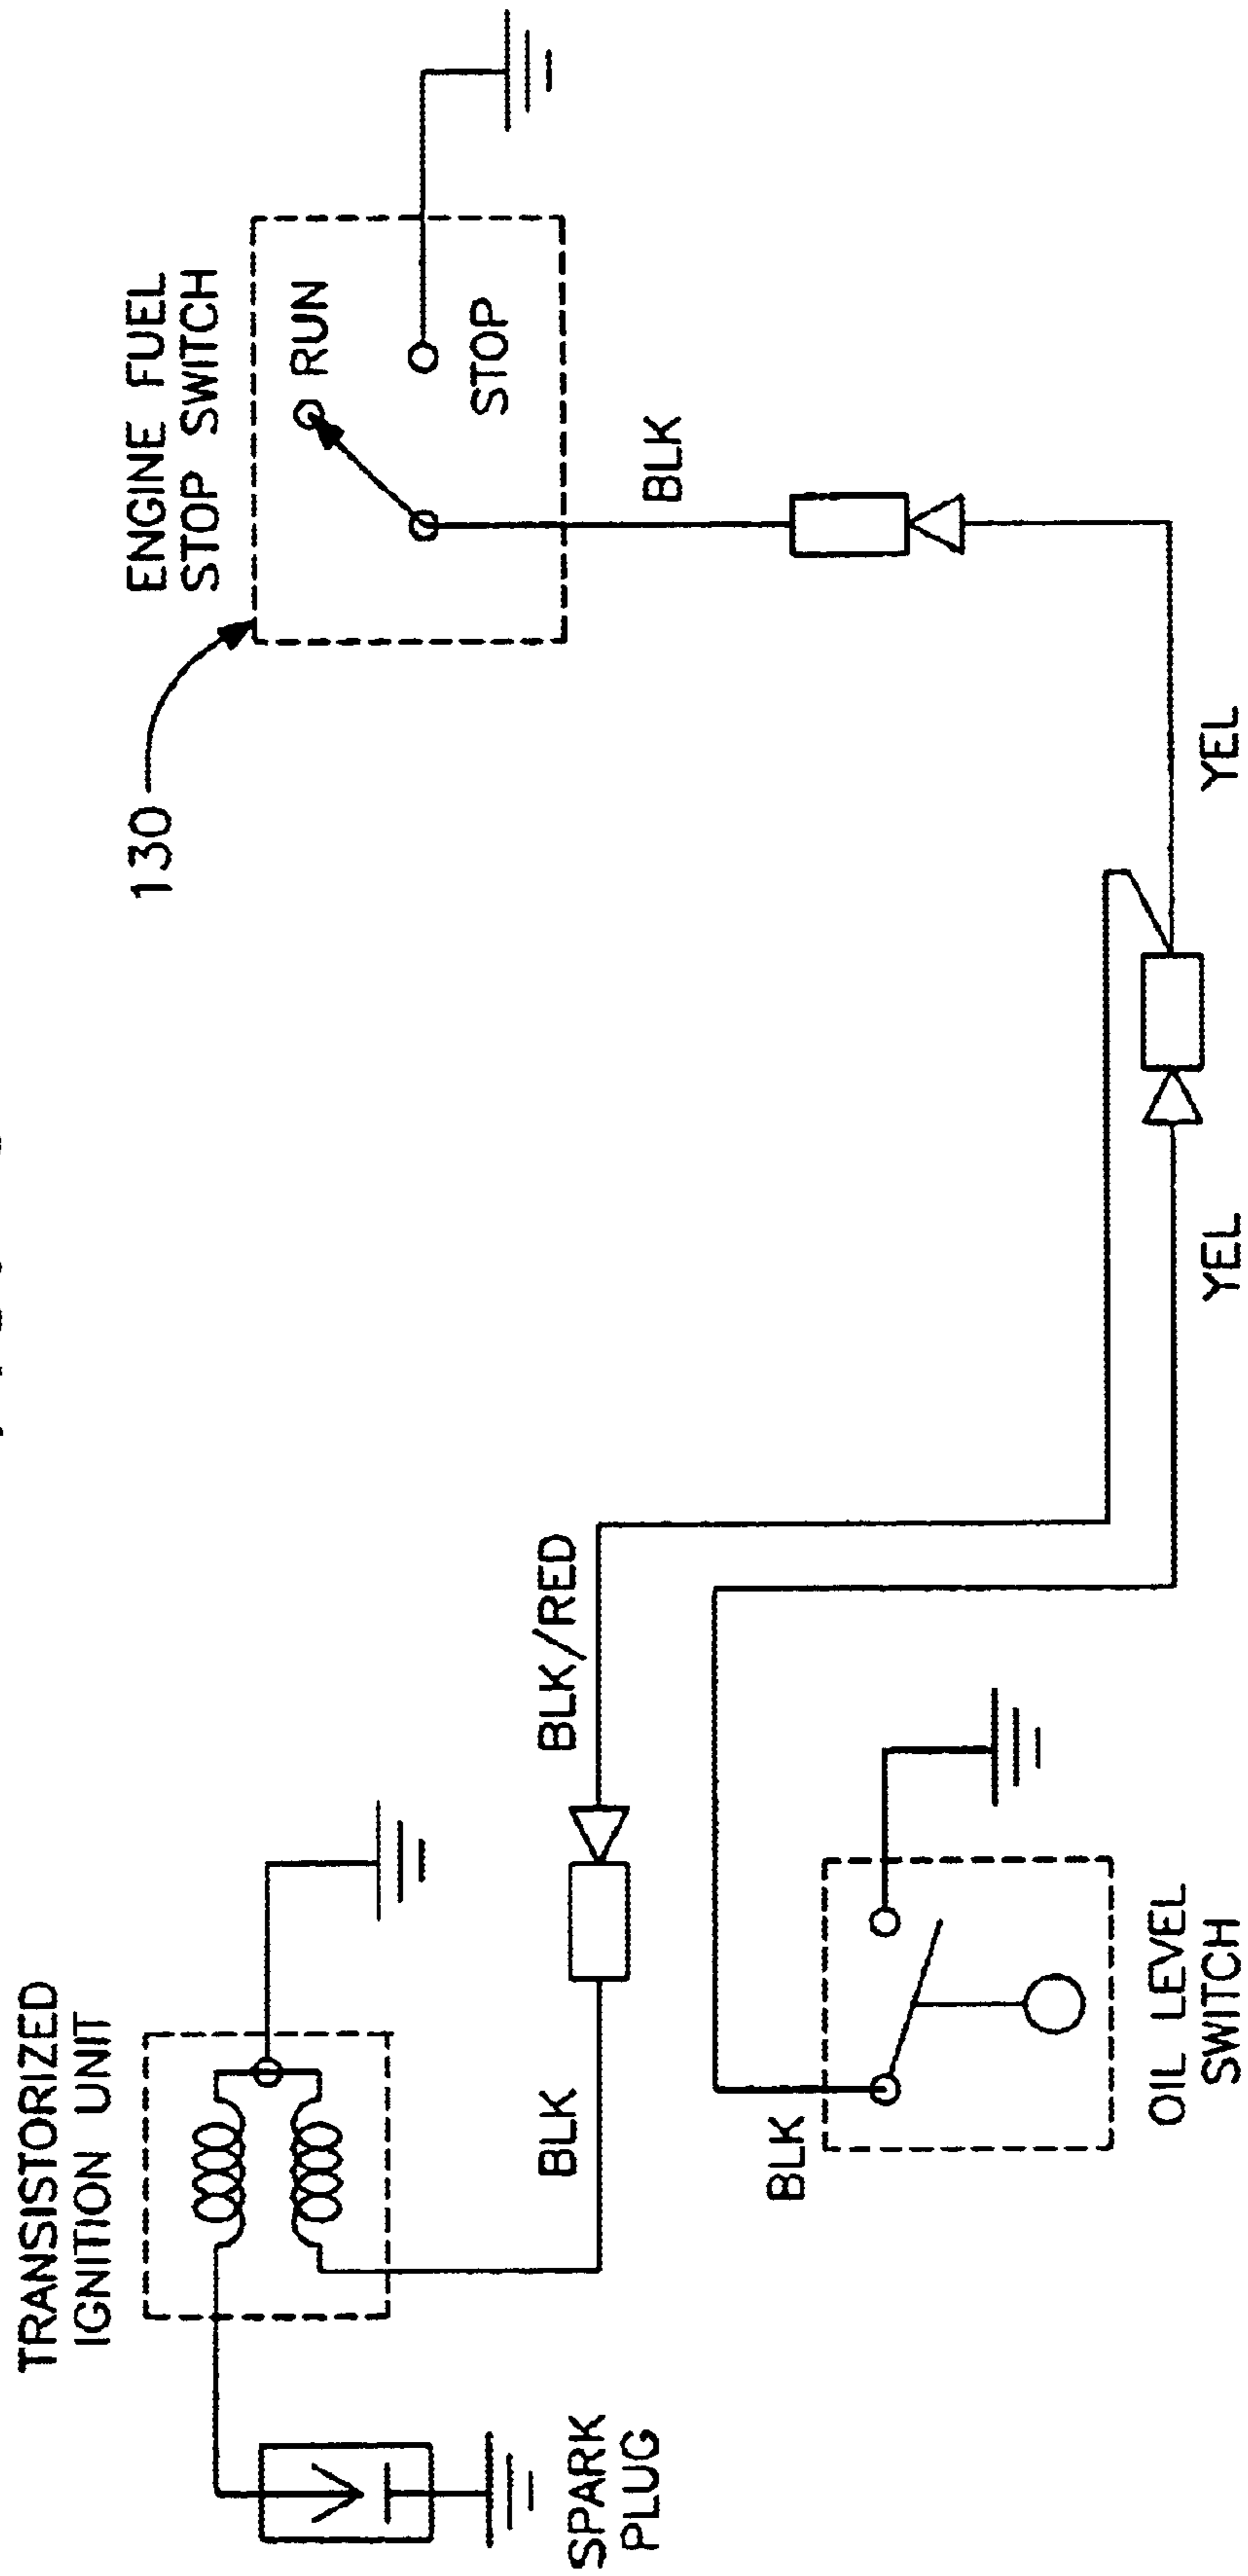 TRANSISTORIZED
IGNITION UNIT
SPARK
PLUG
BLK
BLK/RED
BLK
OIL LEVEL
SWITCH
YEL
YEL
130
ENGINE FUEL
STOP SWITCH
RUN
STOP
BLK